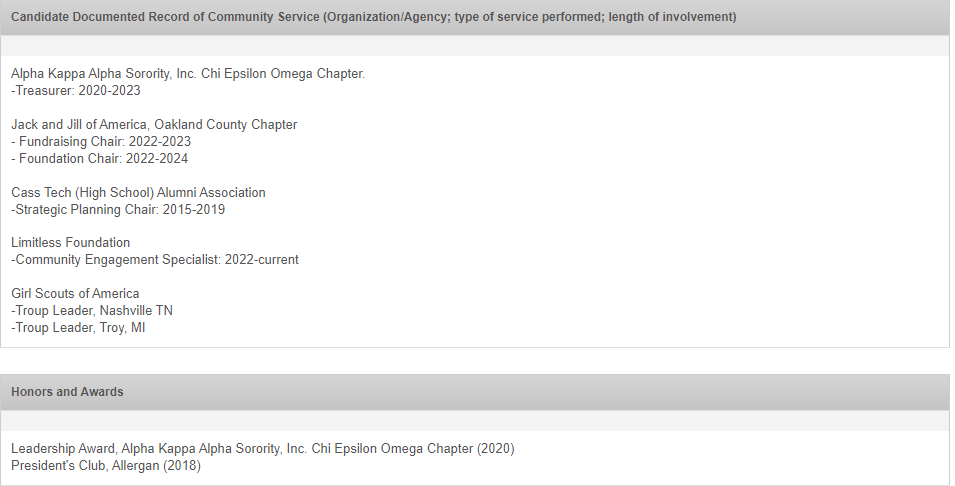 Candidate Documented Record of Community Service (Organization/Agency; type of service performed; length of involvement)
Alpha Kappa Alpha Sorority, Inc. Chi Epsilon Omega Chapter.
-Treasurer: 2020-2023
Jack and Jill of America, Oakland County Chapter
- Fundraising Chair: 2022-2023
- Foundation Chair: 2022-2024
Cass Tech (High School) Alumni Association
-Strategic Planning Chair: 2015-2019
Limitless Foundation
-Community Engagement Specialist: 2022-current
Girl Scouts of America
-Troup Leader, Nashville TN
-Troup Leader, Troy, MI
Honors and Awards
Leadership Award, Alpha Kappa Alpha Sorority, Inc. Chi Epsilon Omega Chapter (2020)
President's Club, Allergan (2018)